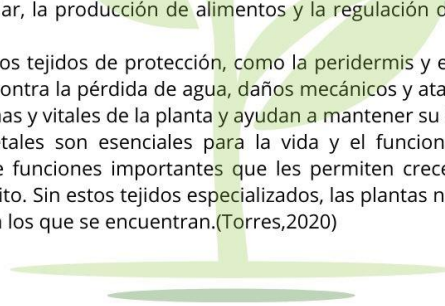 ar, la producción de alimentos y la regulación d
os tejidos de protección, como la peridermis y e
ontra la pérdida de agua, daños mecánicos y ata
as y vitales de la planta y ayudan a mantener su
tales son esenciales para la vida y el funcion
e funciones importantes que les permiten crece
ito. Sin estos tejidos especializados, las plantas n
los que se encuentran.(Torres,2020)